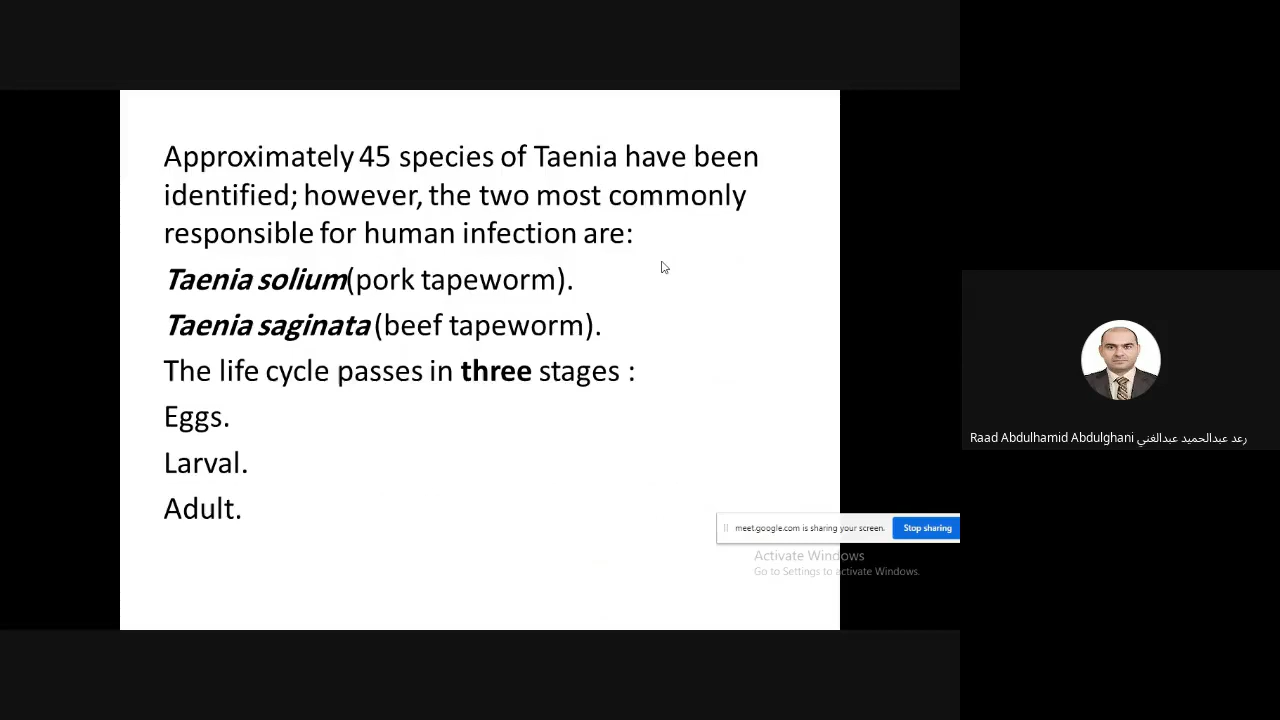 Approximately 45 species of Taenia have been
identified; however, the two most commonly
responsible for human infection are:
Taenia solium(pork tapeworm).
Taenia saginata (beef tapeworm).
The life cycle passes in three stages :
Eggs.
Larval.
Adult.
Raad Abdulhamid Abdulghani رعد عبدالحميد عبدالغني
meet.google.com is sharing your screen. Stop sharing
Activate Windows
Go to Settings to activate Windows.